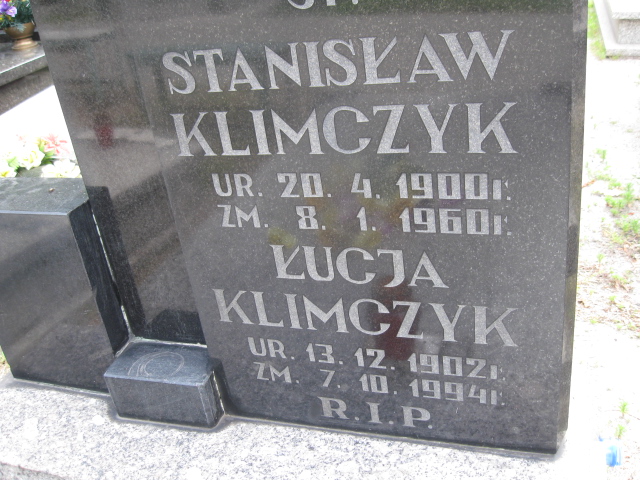 STANISŁAW
KLIMCZYK
UR. 20. 4. 1900r.
ZM. 8. 1. 1960r.
ŁUCJA
KLIMCZYK
UR. 13. 12. 1902r.
ZM. 7. 10. 1994r.
R.I.P.